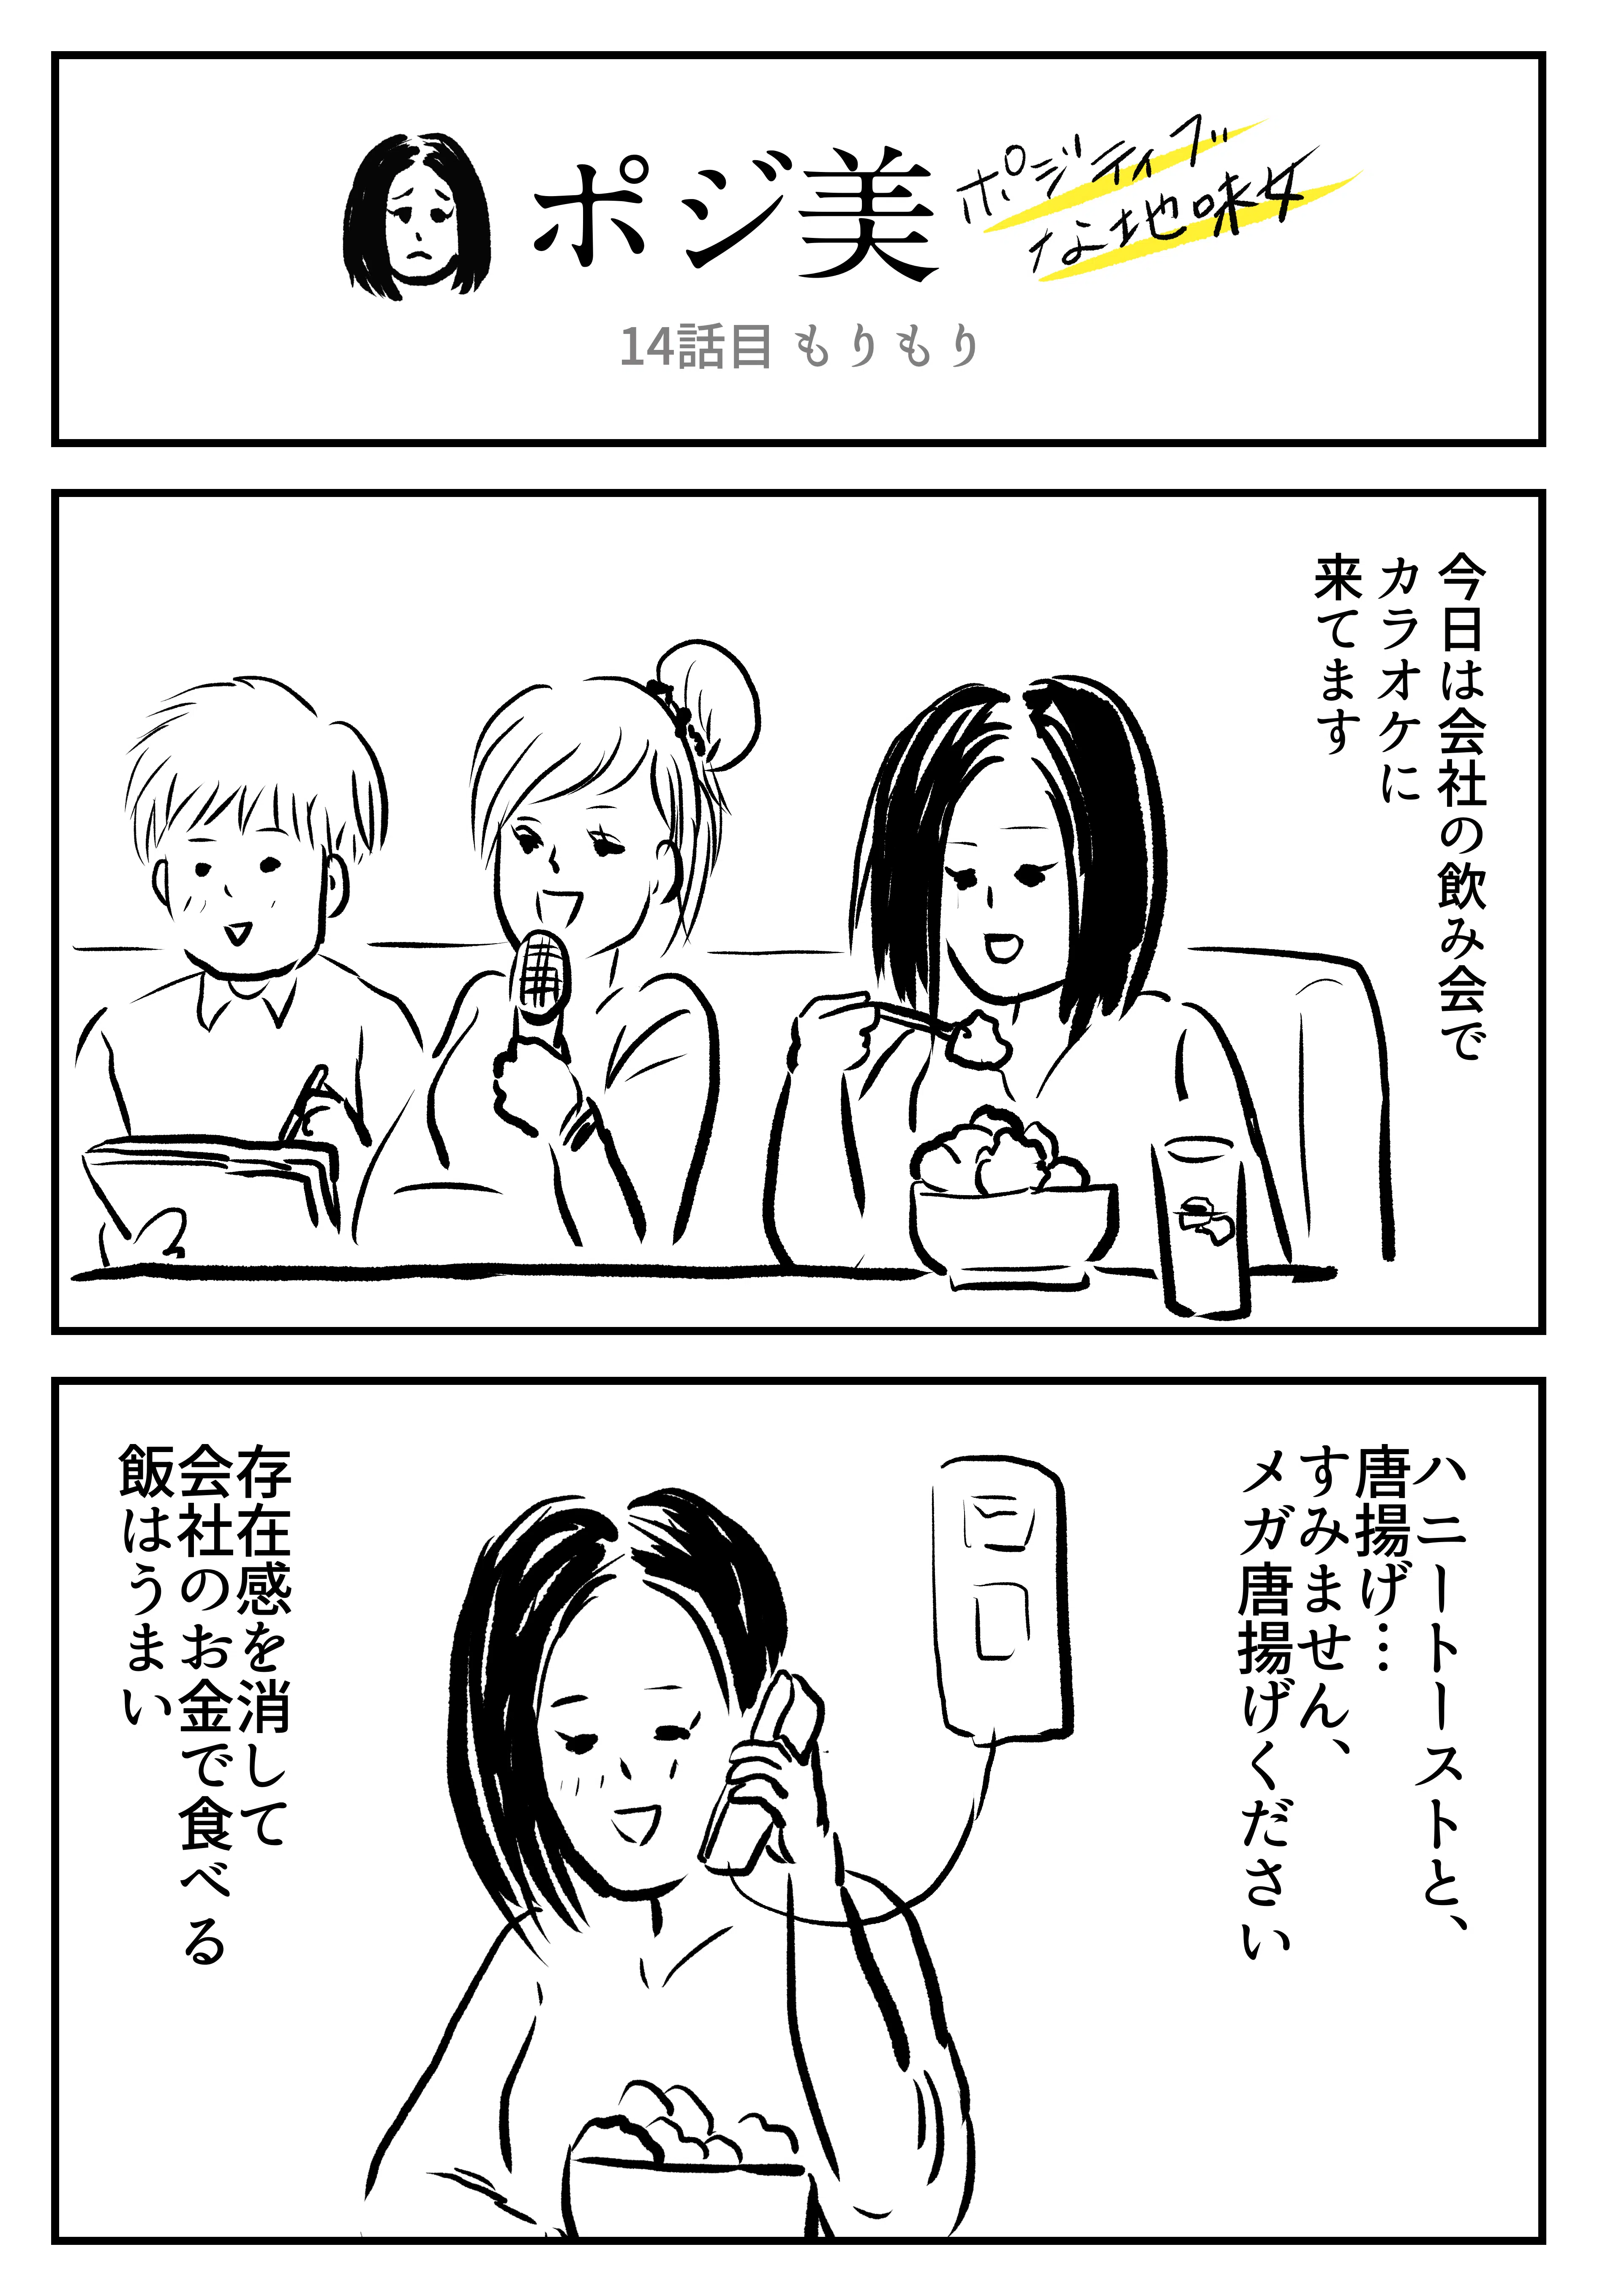 ポジ美
ポジティブ
な地味女
14話目 もりもり
今日は会社の飲み会で
カラオケに
来てます
ハニートーストと、
唐揚げ…
すみません、
メガ唐揚げください
存在感を消して
会社のお金で食べる
飯はうまい